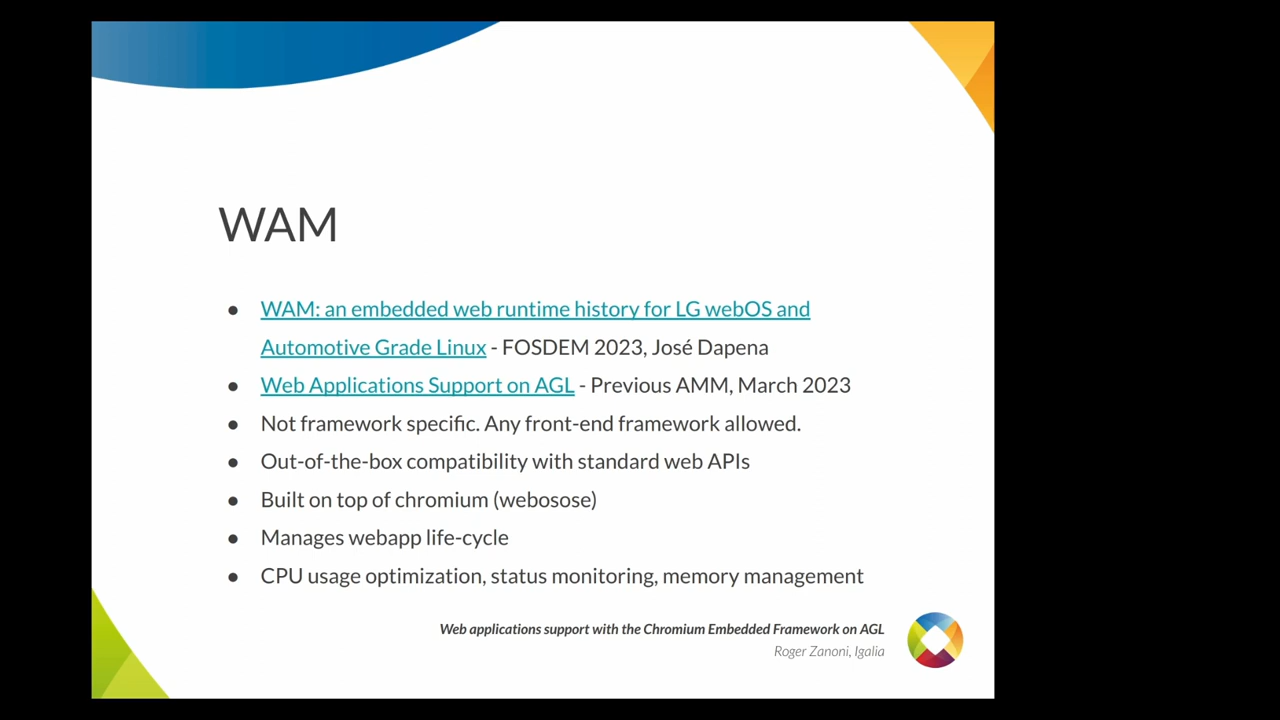 WAM
● WAM: an embedded web runtime history for LG webOS and
Automotive Grade Linux - FOSDEM 2023, José Dapena
● Web Applications Support on AGL - Previous AMM, March 2023
● Not framework specific. Any front-end framework allowed.
● Out-of-the-box compatibility with standard web APIs
● Built on top of chromium (webosose)
● Manages webapp life-cycle
● CPU usage optimization, status monitoring, memory management
Web applications support with the Chromium Embedded Framework on AGL
Roger Zanoni, Igalia